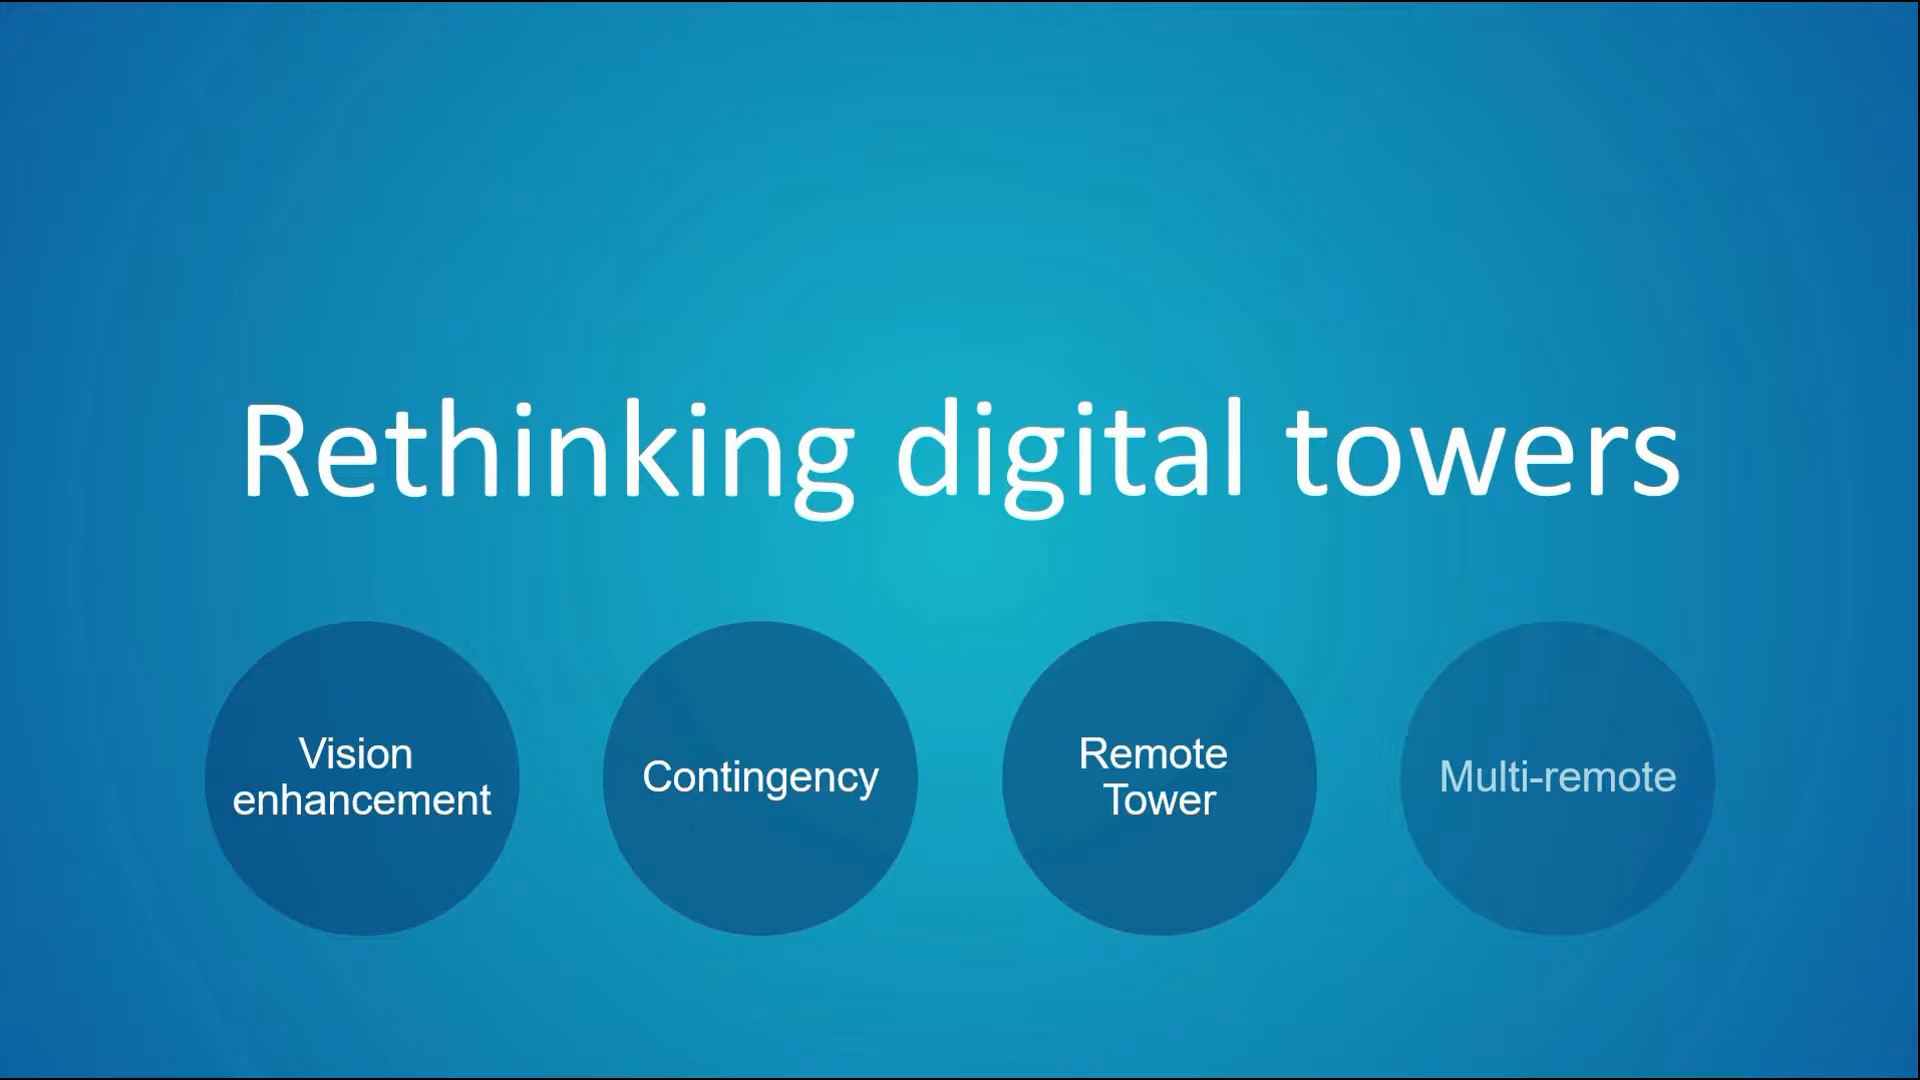 Rethinking digital towers
Vision
enhancement
Contingency
Remote
Tower
Multi-remote